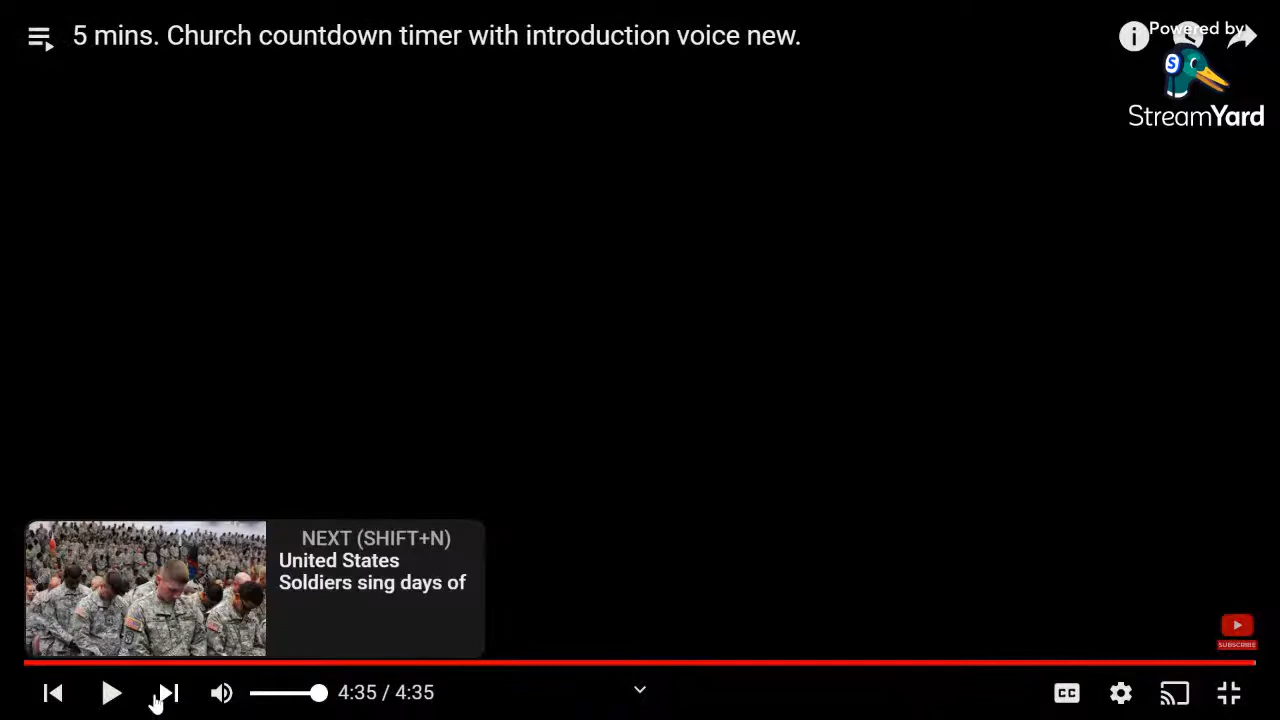 5 mins. Church countdown timer with introduction voice new.
Powered by
StreamYard
NEXT (SHIFT+N)
United States
Soldiers sing days of
SUBSCRIBE
4:35 / 4:35
CC